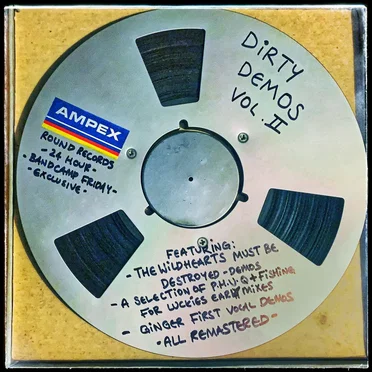 DIRTY
DEMOS
VOL. II
AMPEX
ROUND RECORDS
- 24 HOUR -
- BANDCAMP FRIDAY -
- EXCLUSIVE -
FEATURING:
- THE WILDHEARTS MUST BE
DESTROYED - DEMOS
- A SELECTION OF P.H.U.Q + FISHING
FOR LUCKIES EARLY MIXES
- GINGER FIRST VOCAL DEMOS
- ALL REMASTERED -